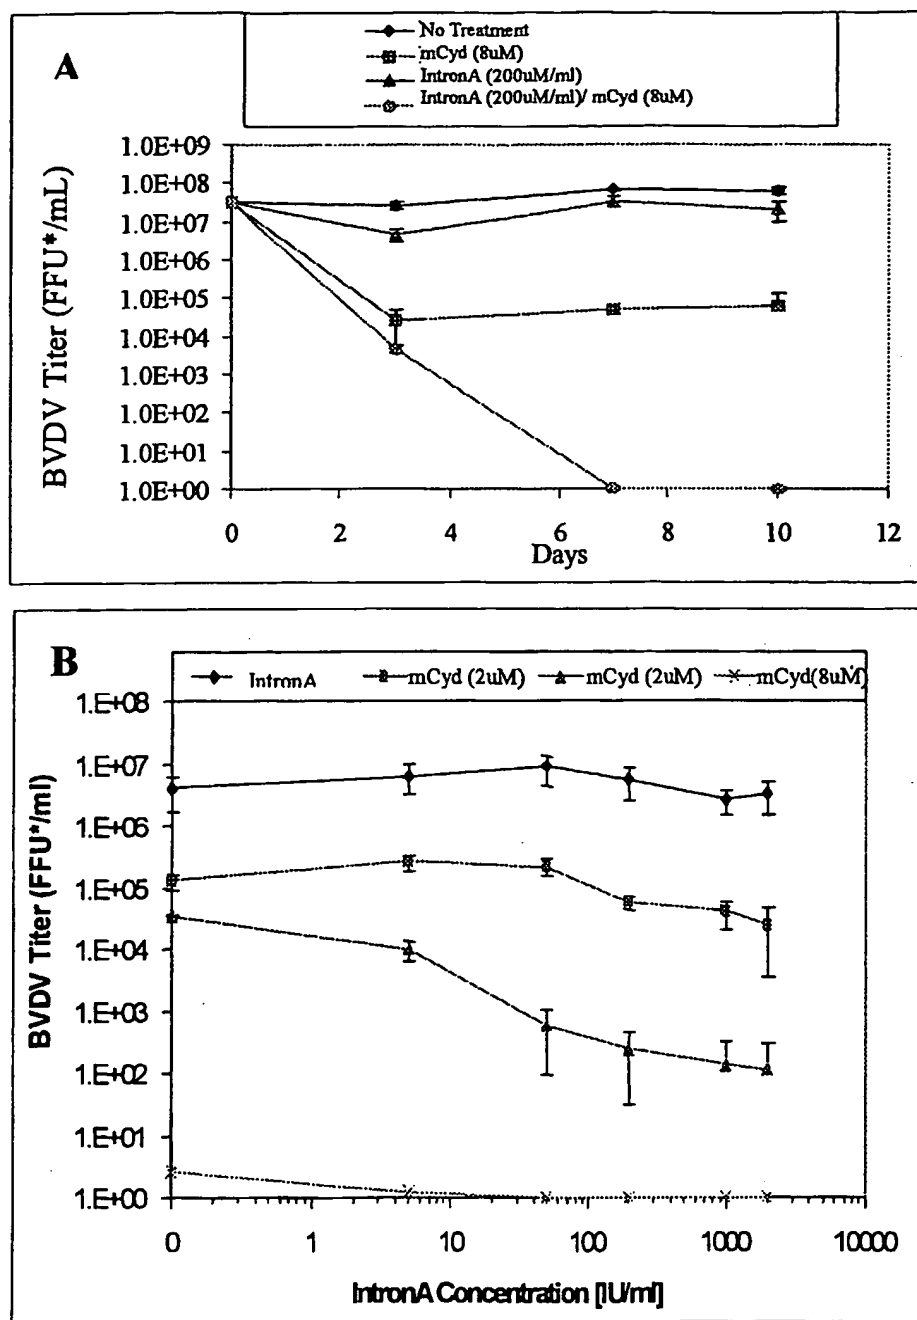 A
No Treatment
mCyd (8uM)
IntronA (200uM/ml)
IntronA (200uM/ml)/ mCyd (8uM)
BVDV Titer (FFU*/mL)
1.0E+09
1.0E+08
1.0E+07
1.0E+06
1.0E+05
1.0E+04
1.0E+03
1.0E+02
1.0E+01
1.0E+00
0 2 4 6 8 10 12
Days
B
IntronA mCyd (2uM) mCyd (2uM) mCyd(8uM)
BVDV Titer (FFU*/ml)
1.E+08
1.E+07
1.E+06
1.E+05
1.E+04
1.E+03
1.E+02
1.E+01
1.E+00
0 1 10 100 1000 10000
IntronA Concentration [IU/ml]